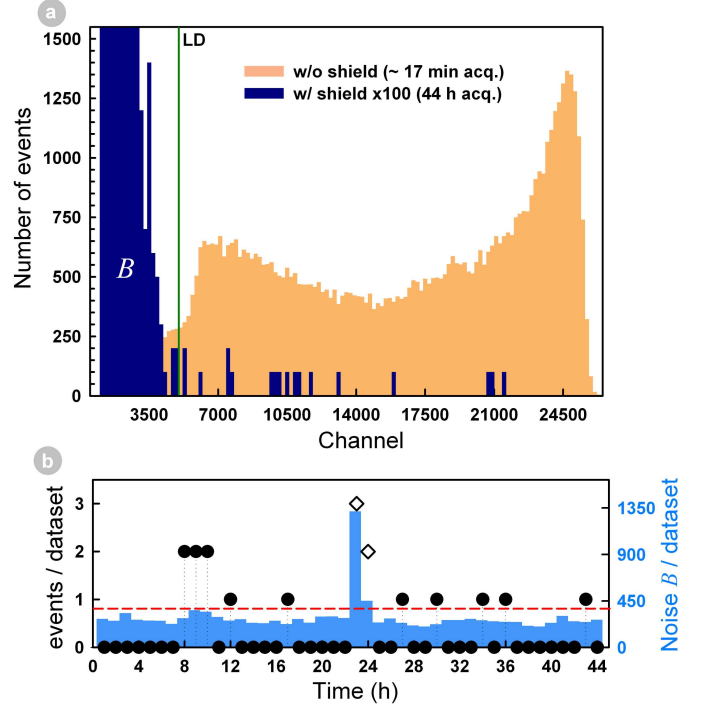 a
1500
1250
1000
750
500
250
0
Number of events
LD
w/o shield (~ 17 min acq.)
w/ shield x100 (44 h acq.)
B
3500 7000 10500 14000 17500 21000 24500
Channel
b
3
2
1
0
events / dataset
1350
900
450
0
Noise B / dataset
0 4 8 12 16 20 24 28 32 36 40 44
Time (h)